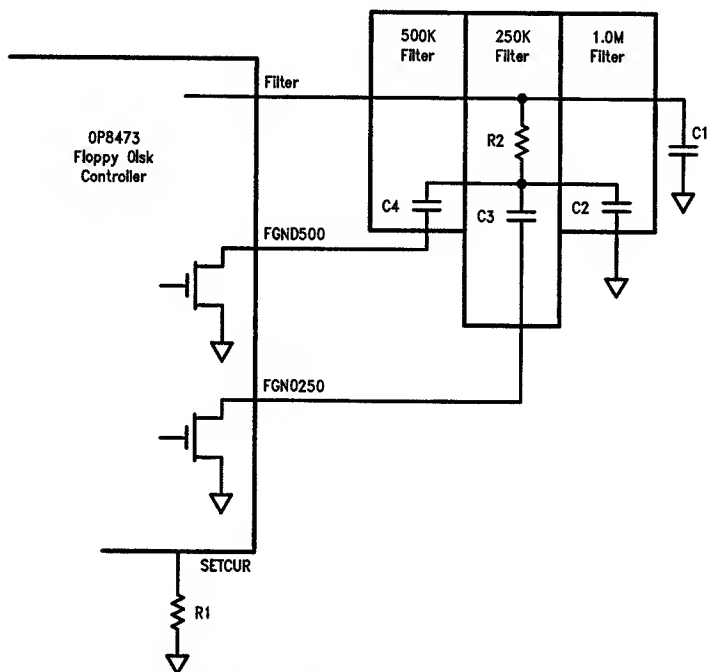 500K
Filter
250K
Filter
1.0M
Filter
Filter
0P8473
Floppy 0lsk
Controller
R2
C1
C4
C3
C2
FGND500
FGN0250
SETCUR
R1